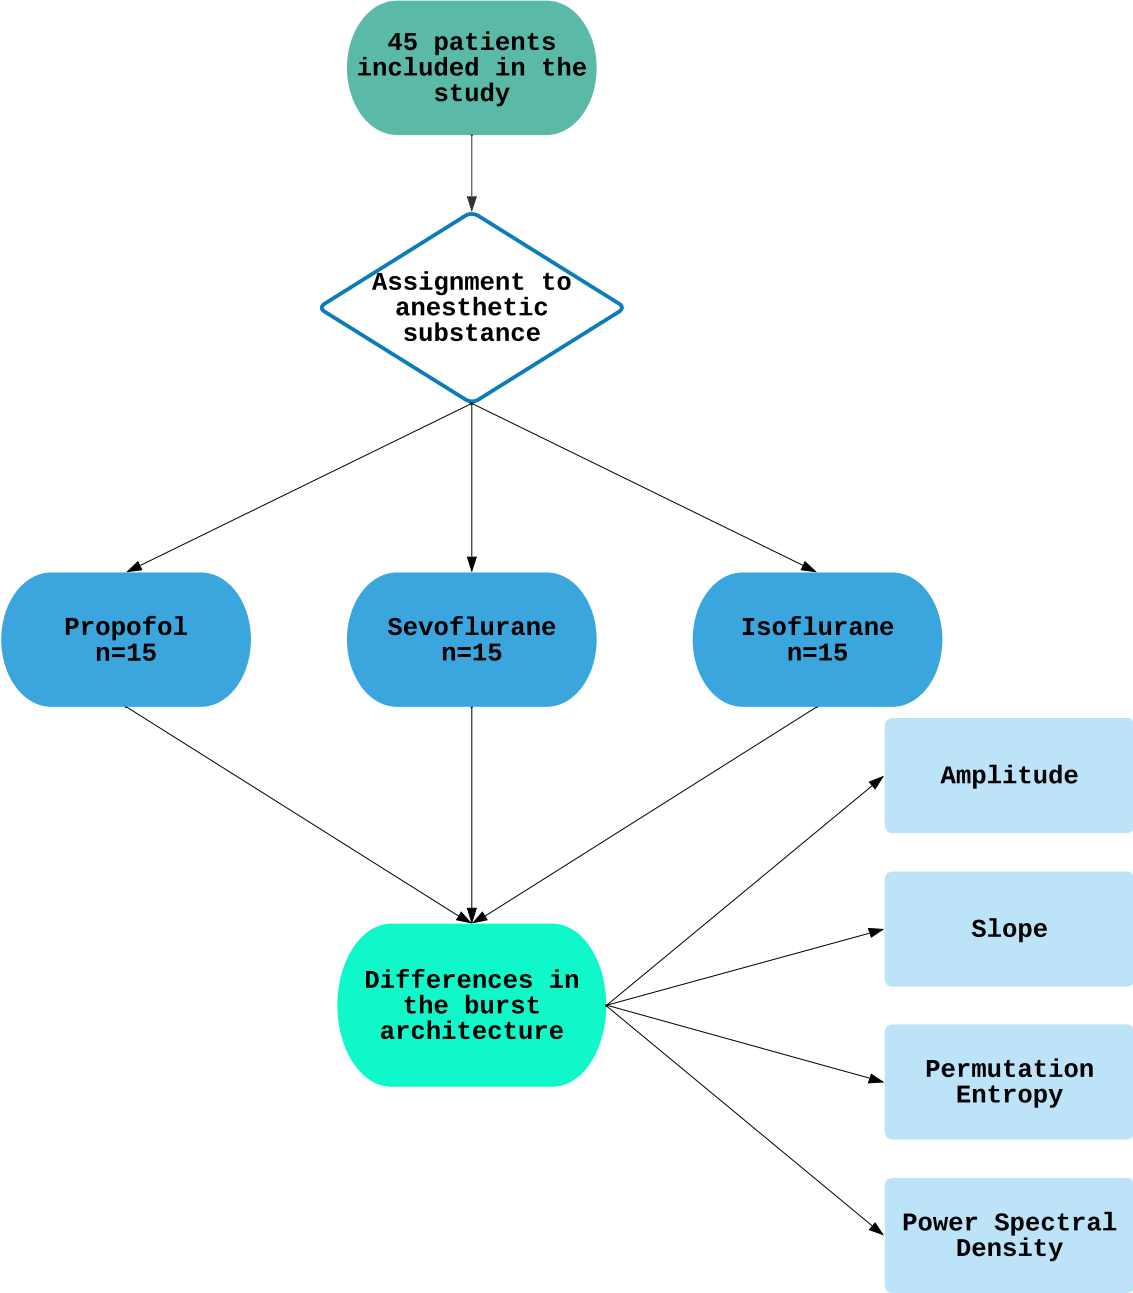 45 patients
included in the
study
Assignment to
anesthetic
substance
Propofol
n=15
Sevoflurane
n=15
Isoflurane
n=15
Differences in
the burst
architecture
Amplitude
Slope
Permutation
Entropy
Power Spectral
Density